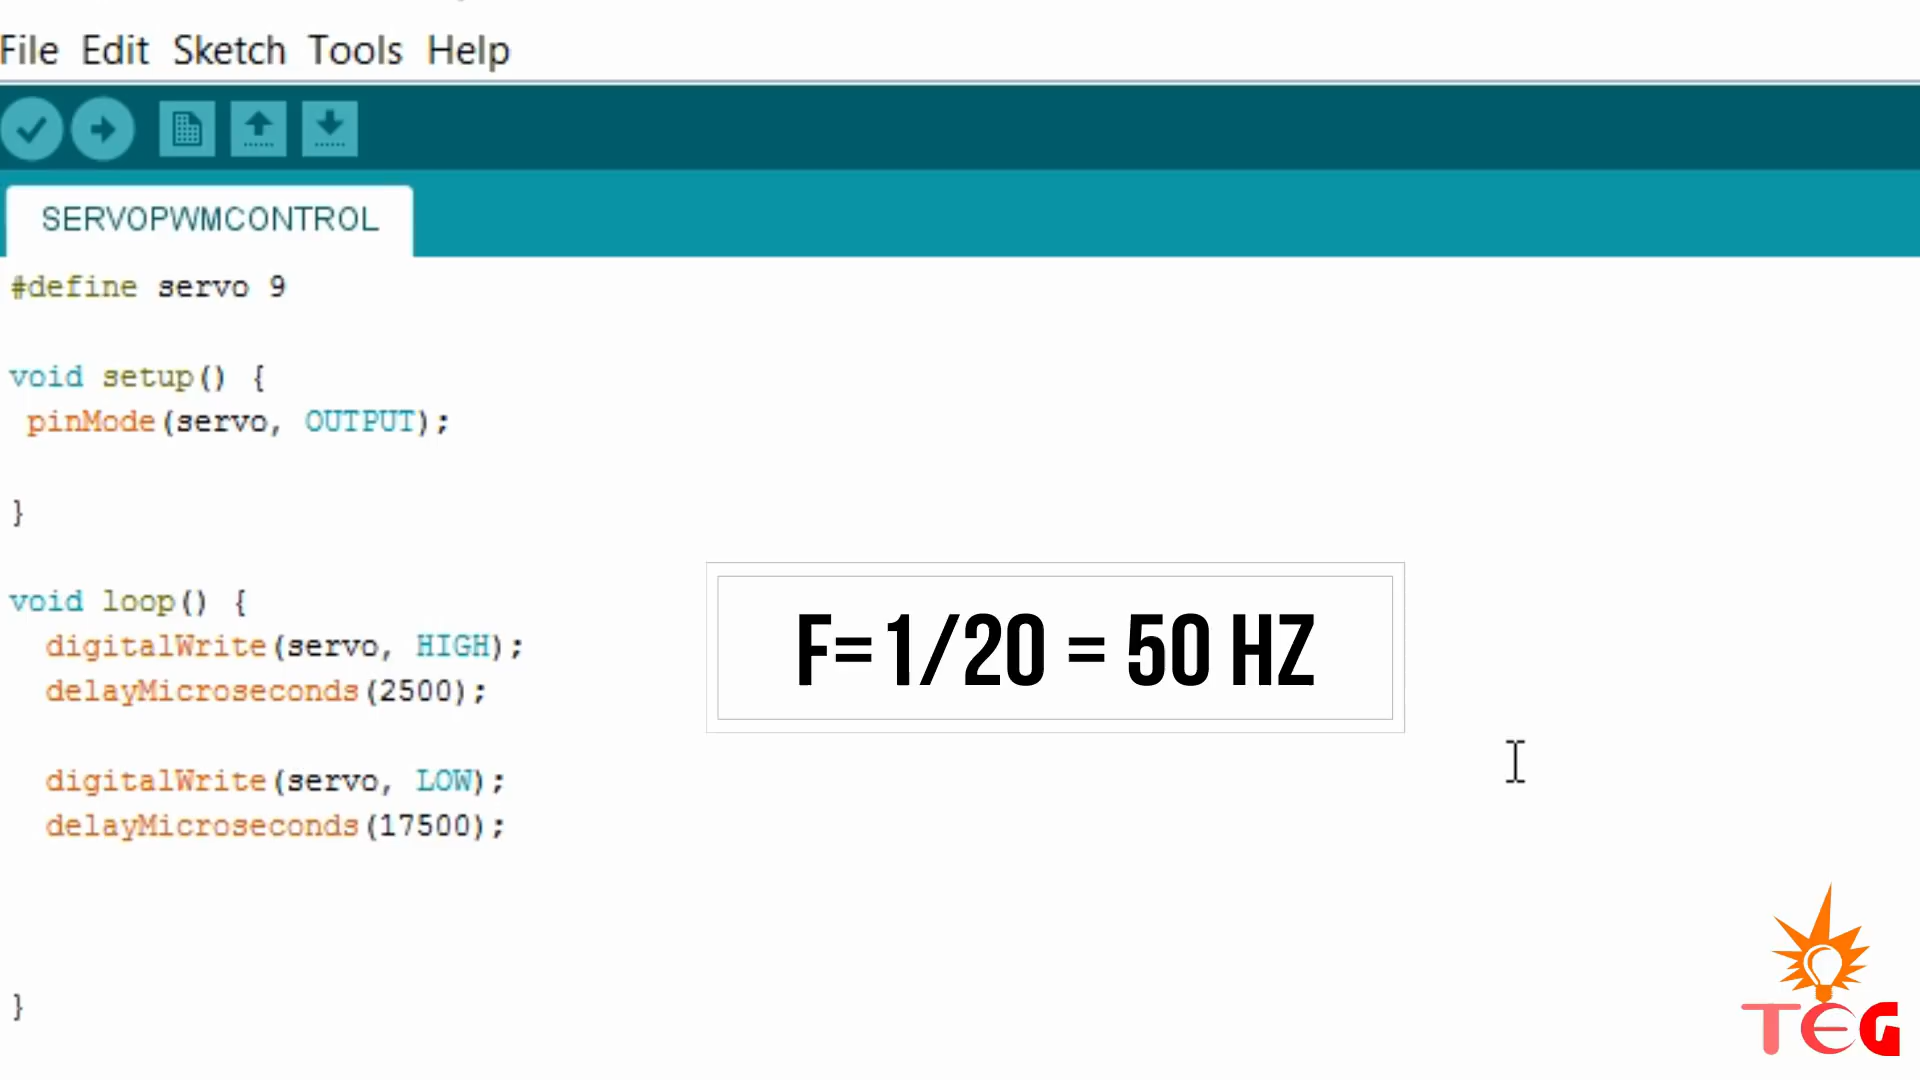 File Edit Sketch Tools Help
SERVOPWMCONTROL
#define servo 9
void setup() {
pinMode(servo, OUTPUT);
}
void loop() {
digitalWrite(servo, HIGH);
delayMicroseconds(2500);
F=1/20 = 50 HZ
digitalWrite(servo, LOW);
delayMicroseconds(17500);
}
TEG